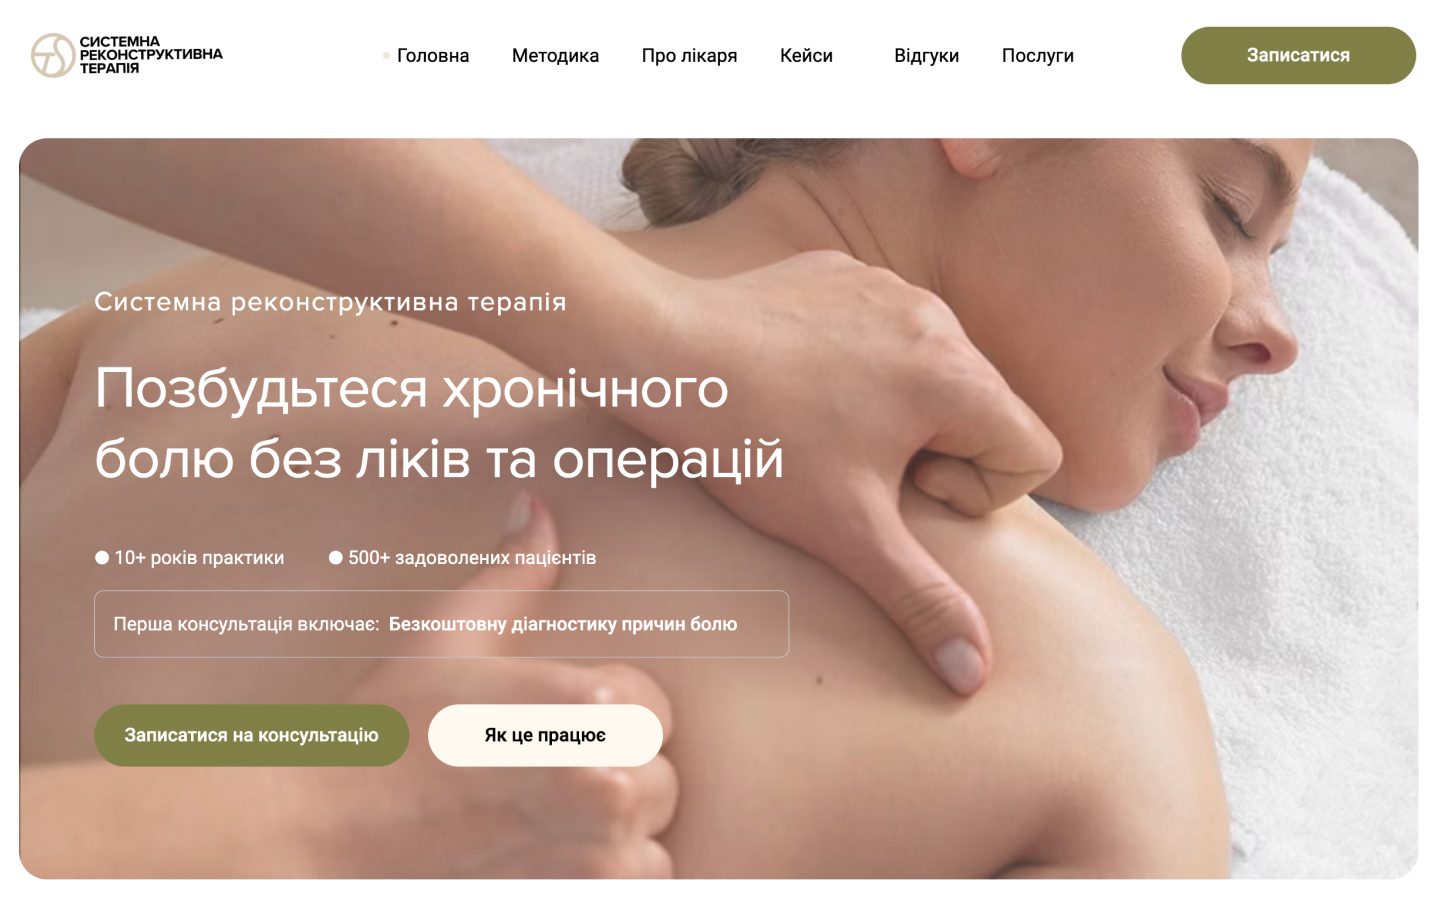 СИСТЕМНА
РЕКОНСТРУКТИВНА
ТЕРАПІЯ
Головна
Методика
Про лікаря
Кейси
Відгуки
Послуги
Записатися
Системна реконструктивна терапія
Позбудьтеся хронічного
болю без ліків та операцій
10+ років практики
500+ задоволених пацієнтів
Перша консультація включає: Безкоштовну діагностику причин болю
Записатися на консультацію
Як це працює